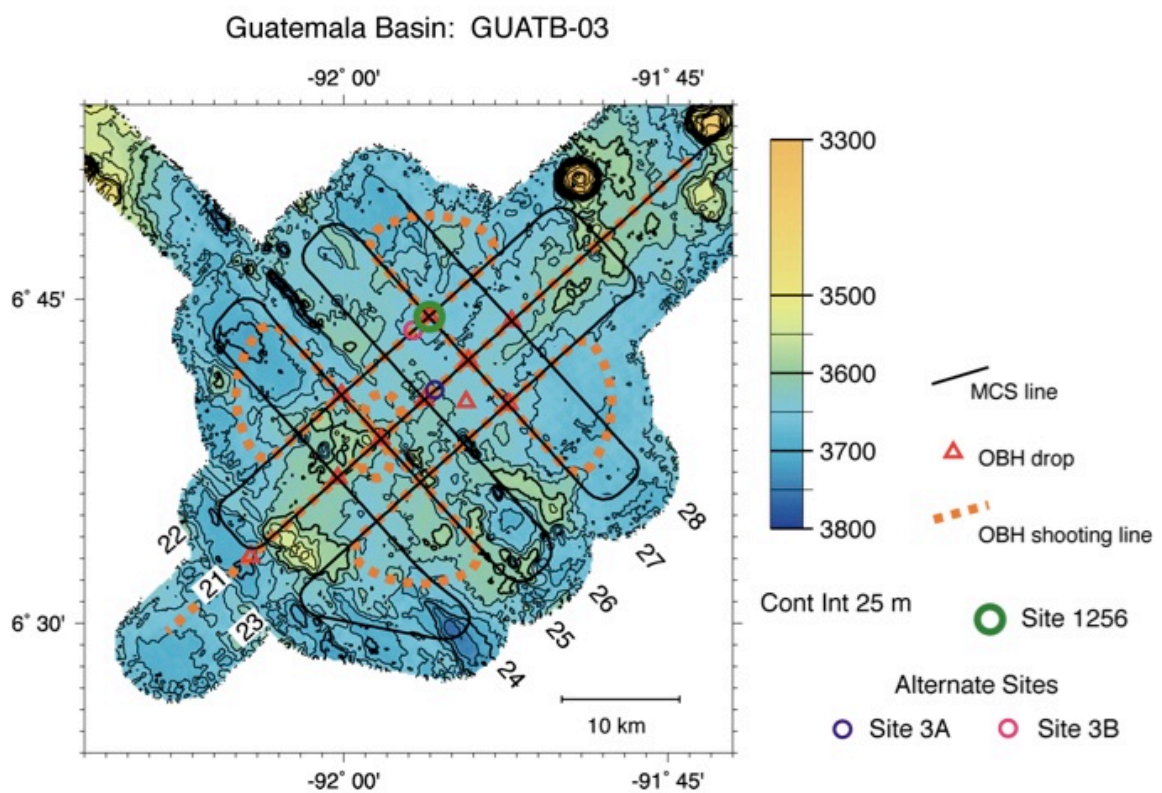 Guatemala Basin: GUATB-03
-92° 00'
-91° 45'
6° 45'
6° 30'
22
21
23
24
25
26
27
28
10 km
-92° 00'
-91° 45'
3300
3500
3600
3700
3800
MCS line
OBH drop
OBH shooting line
Cont Int 25 m
Site 1256
Alternate Sites
Site 3A
Site 3B